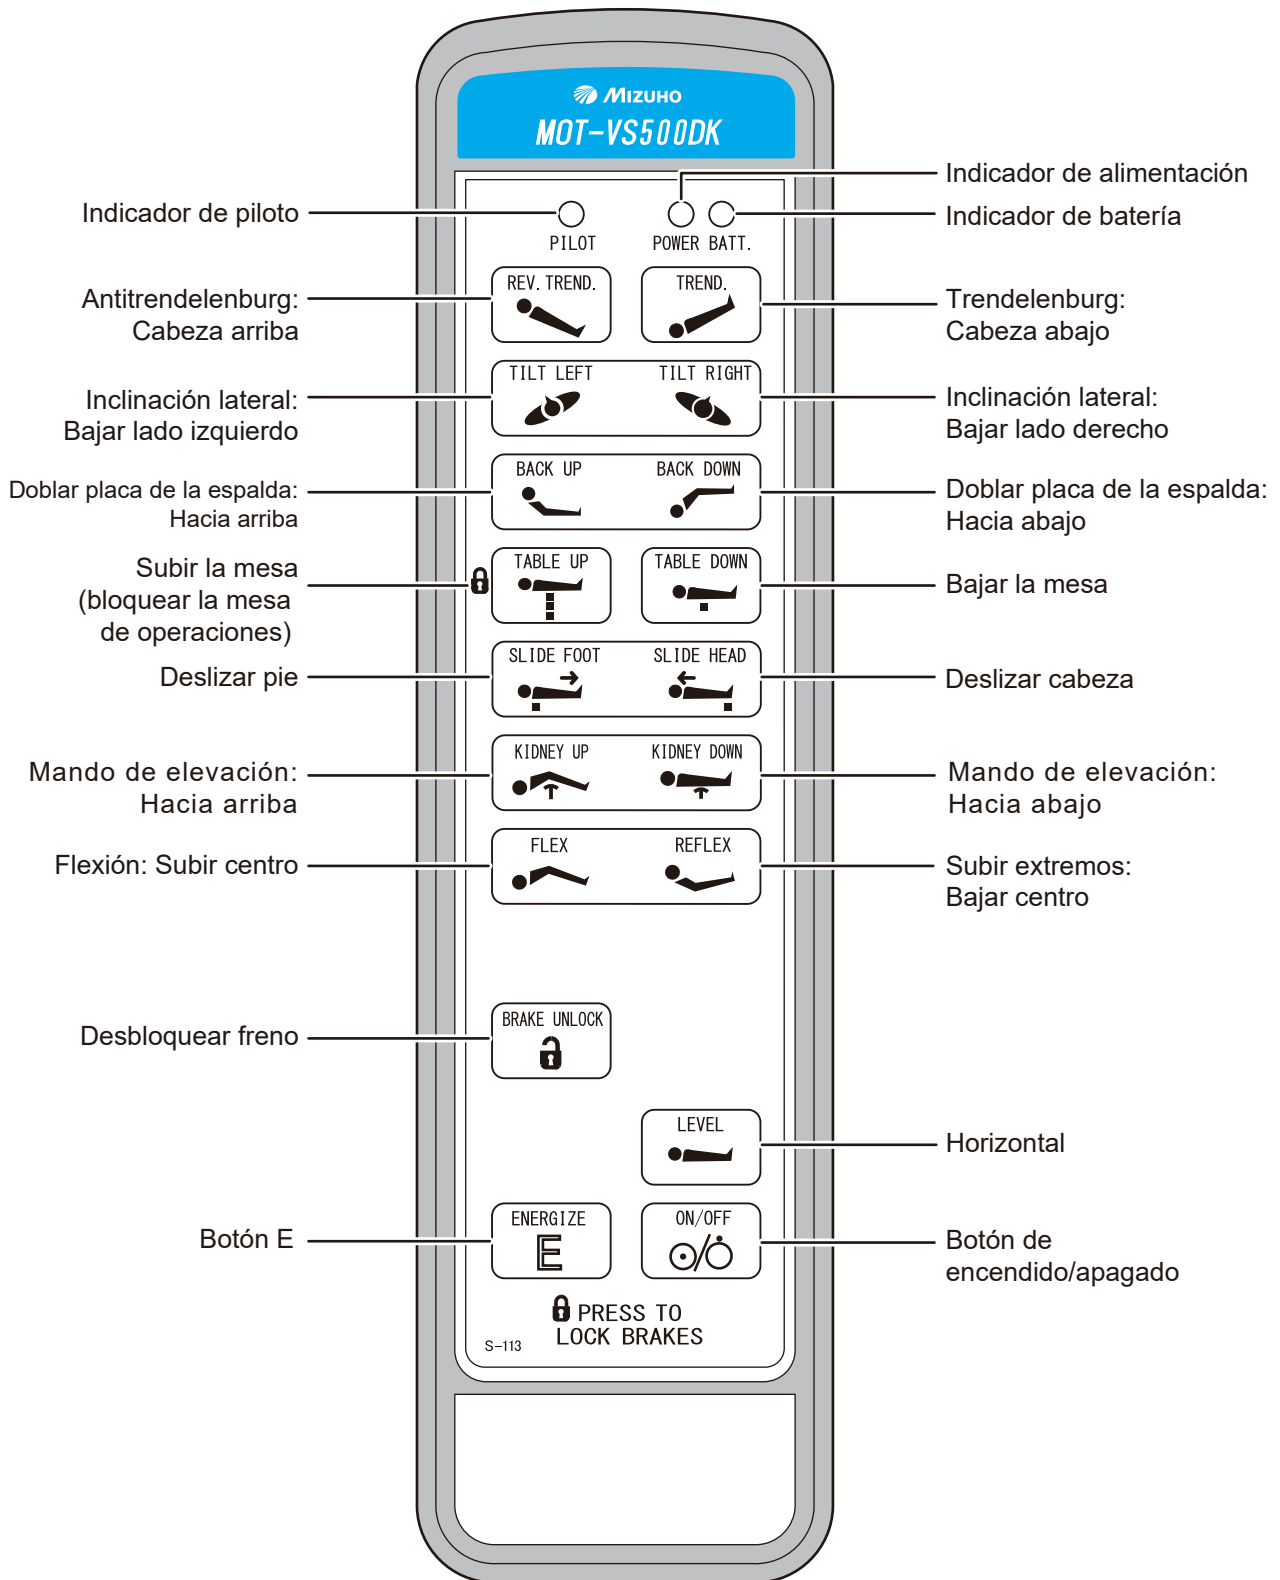 MIZUHO
MOT-VS500DK
Indicador de alimentación
Indicador de piloto
Indicador de batería
PILOT
POWER BATT.
Antitrendelenburg:
Cabeza arriba
REV. TREND.
TREND.
Trendelenburg:
Cabeza abajo
Inclinación lateral:
Bajar lado izquierdo
TILT LEFT
TILT RIGHT
Inclinación lateral:
Bajar lado derecho
Doblar placa de la espalda:
Hacia arriba
BACK UP
BACK DOWN
Doblar placa de la espalda:
Hacia abajo
Subir la mesa
(bloquear la mesa
de operaciones)
TABLE UP
TABLE DOWN
Bajar la mesa
Deslizar pie
SLIDE FOOT
SLIDE HEAD
Deslizar cabeza
Mando de elevación:
Hacia arriba
KIDNEY UP
KIDNEY DOWN
Mando de elevación:
Hacia abajo
Flexión: Subir centro
FLEX
REFLEX
Subir extremos:
Bajar centro
Desbloquear freno
BRAKE UNLOCK
LEVEL
Horizontal
Botón E
ENERGIZE
E
ON/OFF
Botón de
encendido/apagado
PRESS TO
LOCK BRAKES
S-113